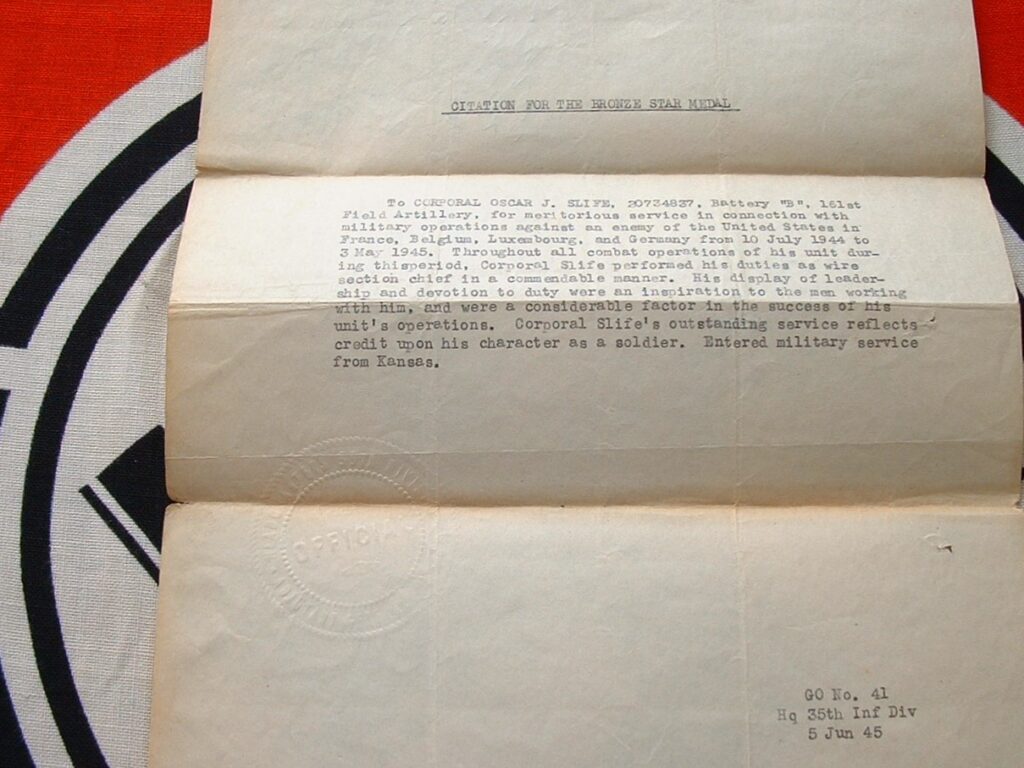 CITATION FOR THE BRONZE STAR MEDAL
To CORPORAL OSCAR J. SLIFE, 20734837, Battery "B", 161st
Field Artillery, for meritorious service in connection with
military operations against an enemy of the United States in
France, Belgium, Luxembourg, and Germany from 10 July 1944 to
3 May 1945. Throughout all combat operations of his unit dur-
ing thisperiod, Corporal Slife performed his duties as wire
section chief in a commendable manner. His display of leader-
ship and devotion to duty were an inspiration to the men working
with him, and were a considerable factor in the success of his
unit's operations. Corporal Slife's outstanding service reflects
credit upon his character as a soldier. Entered military service
from Kansas.
OFFICIAL
GO No. 41
Hq 35th Inf Div
5 Jun 45